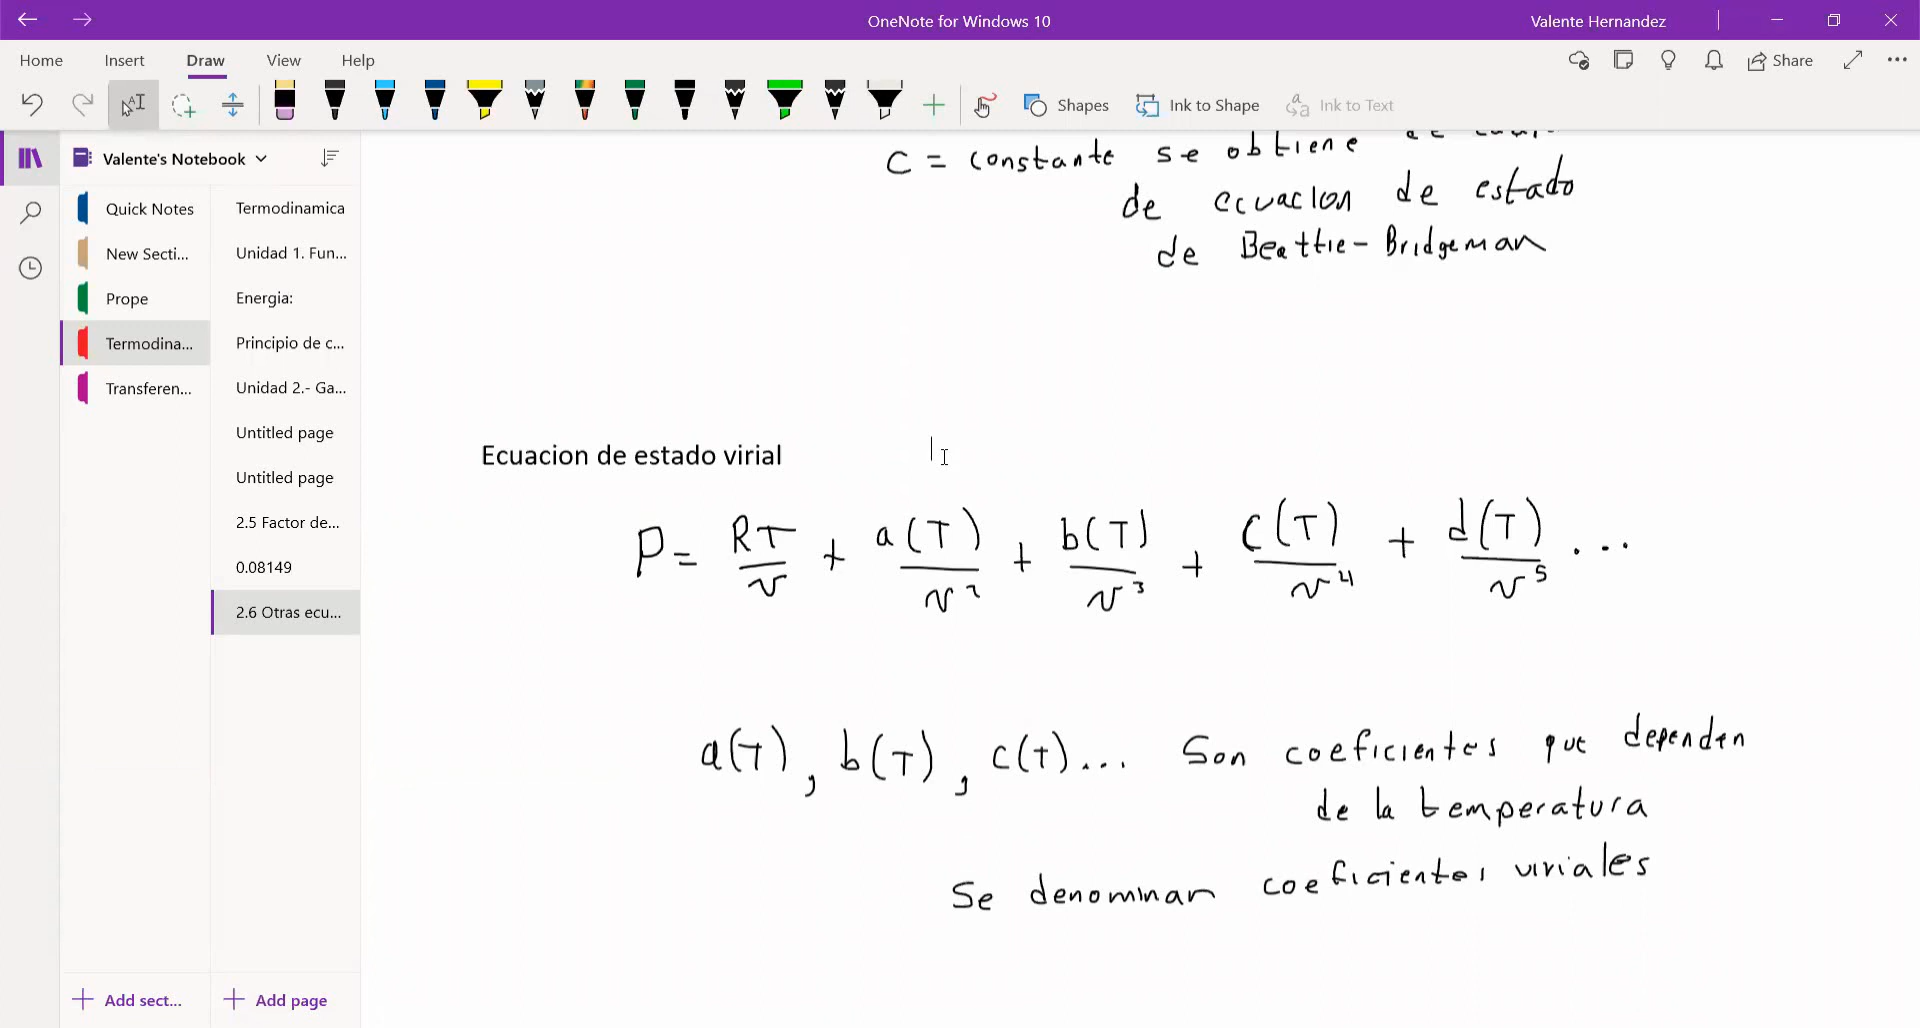 OneNote for Windows 10
Valente Hernandez
Home Insert Draw View Help
Share
Shapes
Ink to Shape
Ink to Text
Valente's Notebook
Quick Notes
New Secti...
Prope
Termodina...
Transferen...
Add sect...
Termodinamica
Unidad 1. Fun...
Energia:
Principio de c...
Unidad 2.- Ga...
Untitled page
Untitled page
2.5 Factor de...
0.08149
2.6 Otras ecu...
Add page
C = constante se obtiene de
de ecuacion de estado
de Beattie-Bridgeman
Ecuacion de estado virial
P = RT/v + a(T)/v² + b(T)/v³ + c(T)/v⁴ + d(T)/v⁵ ...
a(T), b(T), c(T)... Son coeficientes que dependen
de la temperatura
Se denominan coeficientes viriales